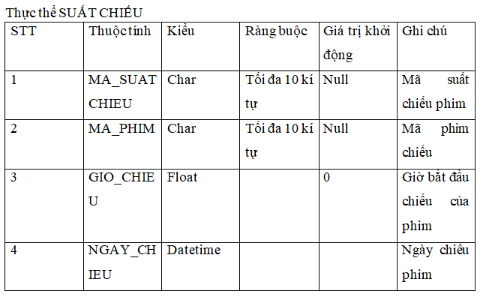 Thực thể SUẤT CHIẾU
STT Thuộc tính Kiểu Ràng buộc Giá trị khởi động Ghi chú
1 MA_SUAT CHIEU Char Tối đa 10 kí tự Null Mã suất chiếu phim
2 MA_PHIM Char Tối đa 10 kí tự Null Mã phim chiếu
3 GIO_CHIE U Float 0 Giờ bắt đầu chiếu của phim
4 NGAY_CH IEU Datetime Ngày chiếu phim